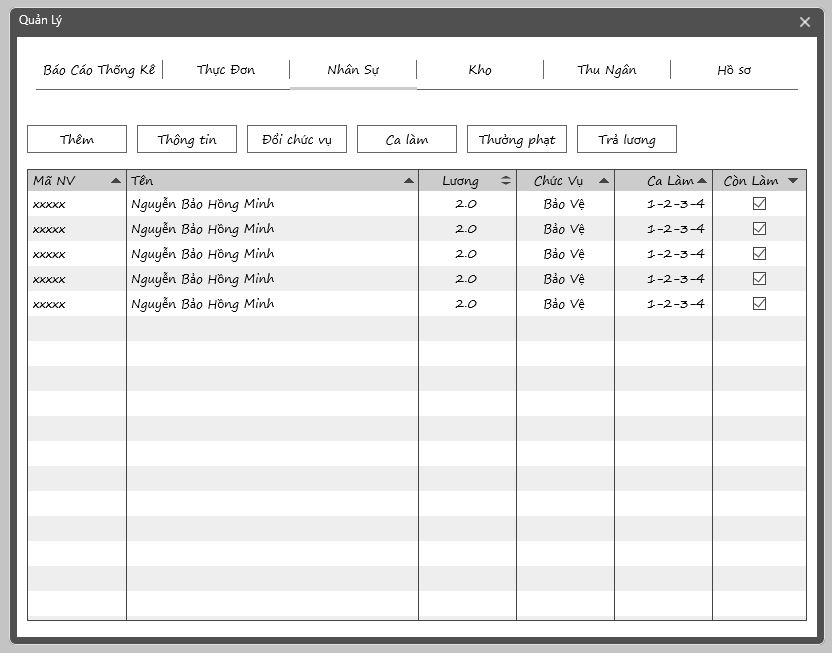 Quản Lý
Báo Cáo Thống Kê Thực Đơn Nhân Sự Kho Thu Ngân Hồ sơ
Thêm Thông tin Đổi chức vụ Ca làm Thưởng phạt Trả lương
Mã NV Tên Lương Chức Vụ Ca Làm Còn Làm
xxxxx Nguyễn Bảo Hồng Minh 2.0 Bảo Vệ 1-2-3-4
xxxxx Nguyễn Bảo Hồng Minh 2.0 Bảo Vệ 1-2-3-4
xxxxx Nguyễn Bảo Hồng Minh 2.0 Bảo Vệ 1-2-3-4
xxxxx Nguyễn Bảo Hồng Minh 2.0 Bảo Vệ 1-2-3-4
xxxxx Nguyễn Bảo Hồng Minh 2.0 Bảo Vệ 1-2-3-4